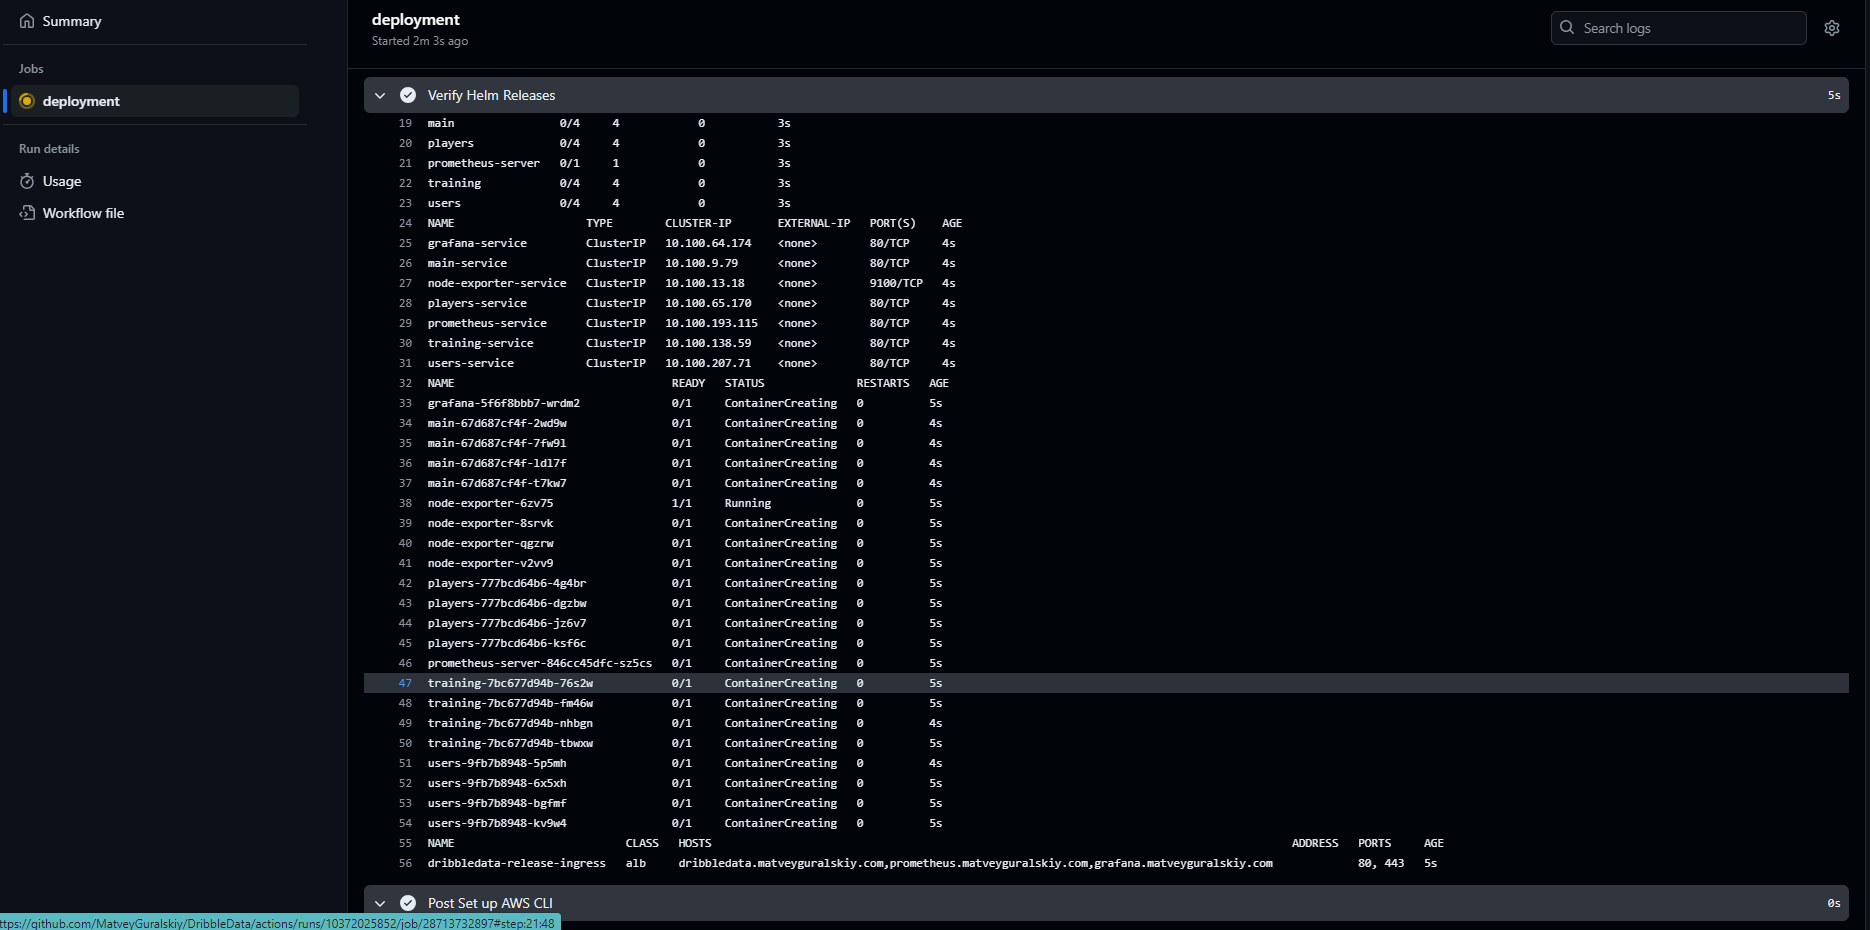 Summary
Jobs
deployment
Run details
Usage
Workflow file
deployment
Started 2m 3s ago
Search logs
Verify Helm Releases 5s
19 main 0/4 4 0 3s
20 players 0/4 4 0 3s
21 prometheus-server 0/1 1 0 3s
22 training 0/4 4 0 3s
23 users 0/4 4 0 3s
24 NAME TYPE CLUSTER-IP EXTERNAL-IP PORT(S) AGE
25 grafana-service ClusterIP 10.100.64.174 <none> 80/TCP 4s
26 main-service ClusterIP 10.100.9.79 <none> 80/TCP 4s
27 node-exporter-service ClusterIP 10.100.13.18 <none> 9100/TCP 4s
28 players-service ClusterIP 10.100.65.170 <none> 80/TCP 4s
29 prometheus-service ClusterIP 10.100.193.115 <none> 80/TCP 4s
30 training-service ClusterIP 10.100.138.59 <none> 80/TCP 4s
31 users-service ClusterIP 10.100.207.71 <none> 80/TCP 4s
32 NAME READY STATUS RESTARTS AGE
33 grafana-5f6f8bbb7-wrdm2 0/1 ContainerCreating 0 5s
34 main-67d687cf4f-2wd9w 0/1 ContainerCreating 0 4s
35 main-67d687cf4f-7fw9l 0/1 ContainerCreating 0 4s
36 main-67d687cf4f-ldl7f 0/1 ContainerCreating 0 4s
37 main-67d687cf4f-t7kw7 0/1 ContainerCreating 0 4s
38 node-exporter-6zv75 1/1 Running 0 5s
39 node-exporter-8srvk 0/1 ContainerCreating 0 5s
40 node-exporter-qgzrw 0/1 ContainerCreating 0 5s
41 node-exporter-v2vv9 0/1 ContainerCreating 0 5s
42 players-777bcd64b6-4g4br 0/1 ContainerCreating 0 5s
43 players-777bcd64b6-dgzbw 0/1 ContainerCreating 0 5s
44 players-777bcd64b6-jz6v7 0/1 ContainerCreating 0 5s
45 players-777bcd64b6-ksf6c 0/1 ContainerCreating 0 5s
46 prometheus-server-846cc45dfc-sz5cs 0/1 ContainerCreating 0 5s
47 training-7bc677d94b-76s2w 0/1 ContainerCreating 0 5s
48 training-7bc677d94b-fm46w 0/1 ContainerCreating 0 5s
49 training-7bc677d94b-nhbgn 0/1 ContainerCreating 0 4s
50 training-7bc677d94b-tbwxw 0/1 ContainerCreating 0 5s
51 users-9fb7b8948-5p5mh 0/1 ContainerCreating 0 4s
52 users-9fb7b8948-6x5xh 0/1 ContainerCreating 0 5s
53 users-9fb7b8948-bgfmf 0/1 ContainerCreating 0 5s
54 users-9fb7b8948-kv9w4 0/1 ContainerCreating 0 5s
55 NAME CLASS HOSTS ADDRESS PORTS AGE
56 dribbledata-release-ingress alb dribbledata.matveyguralskiy.com,prometheus.matveyguralskiy.com,grafana.matveyguralskiy.com 80, 443 5s
Post Set up AWS CLI 0s
ttps://github.com/MatveyGuralskiy/DribbleData/actions/runs/10372025852/job/28713732897#step:21:48